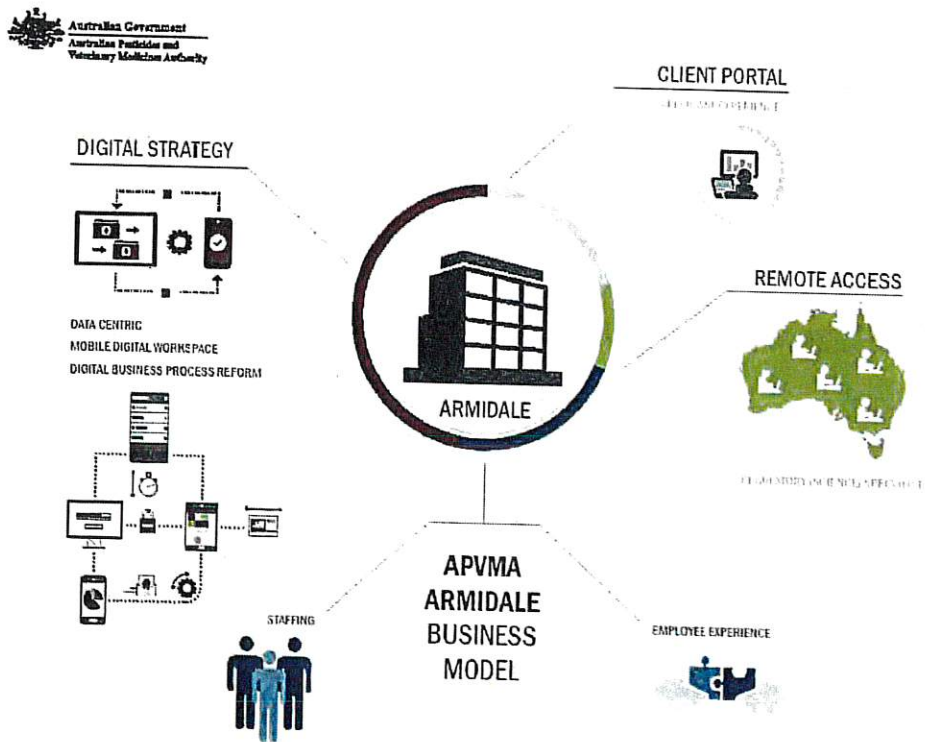 Australian Government
Australian Pesticides and
Veterinary Medicines Authority
CLIENT PORTAL
DIGITAL STRATEGY
REMOTE ACCESS
DATA CENTRIC
MOBILE DIGITAL WORKSPACE
DIGITAL BUSINESS PROCESS REFORM
ARMIDALE
APVMA
ARMIDALE
BUSINESS
MODEL
STAFFING
EMPLOYEE EXPERIENCE